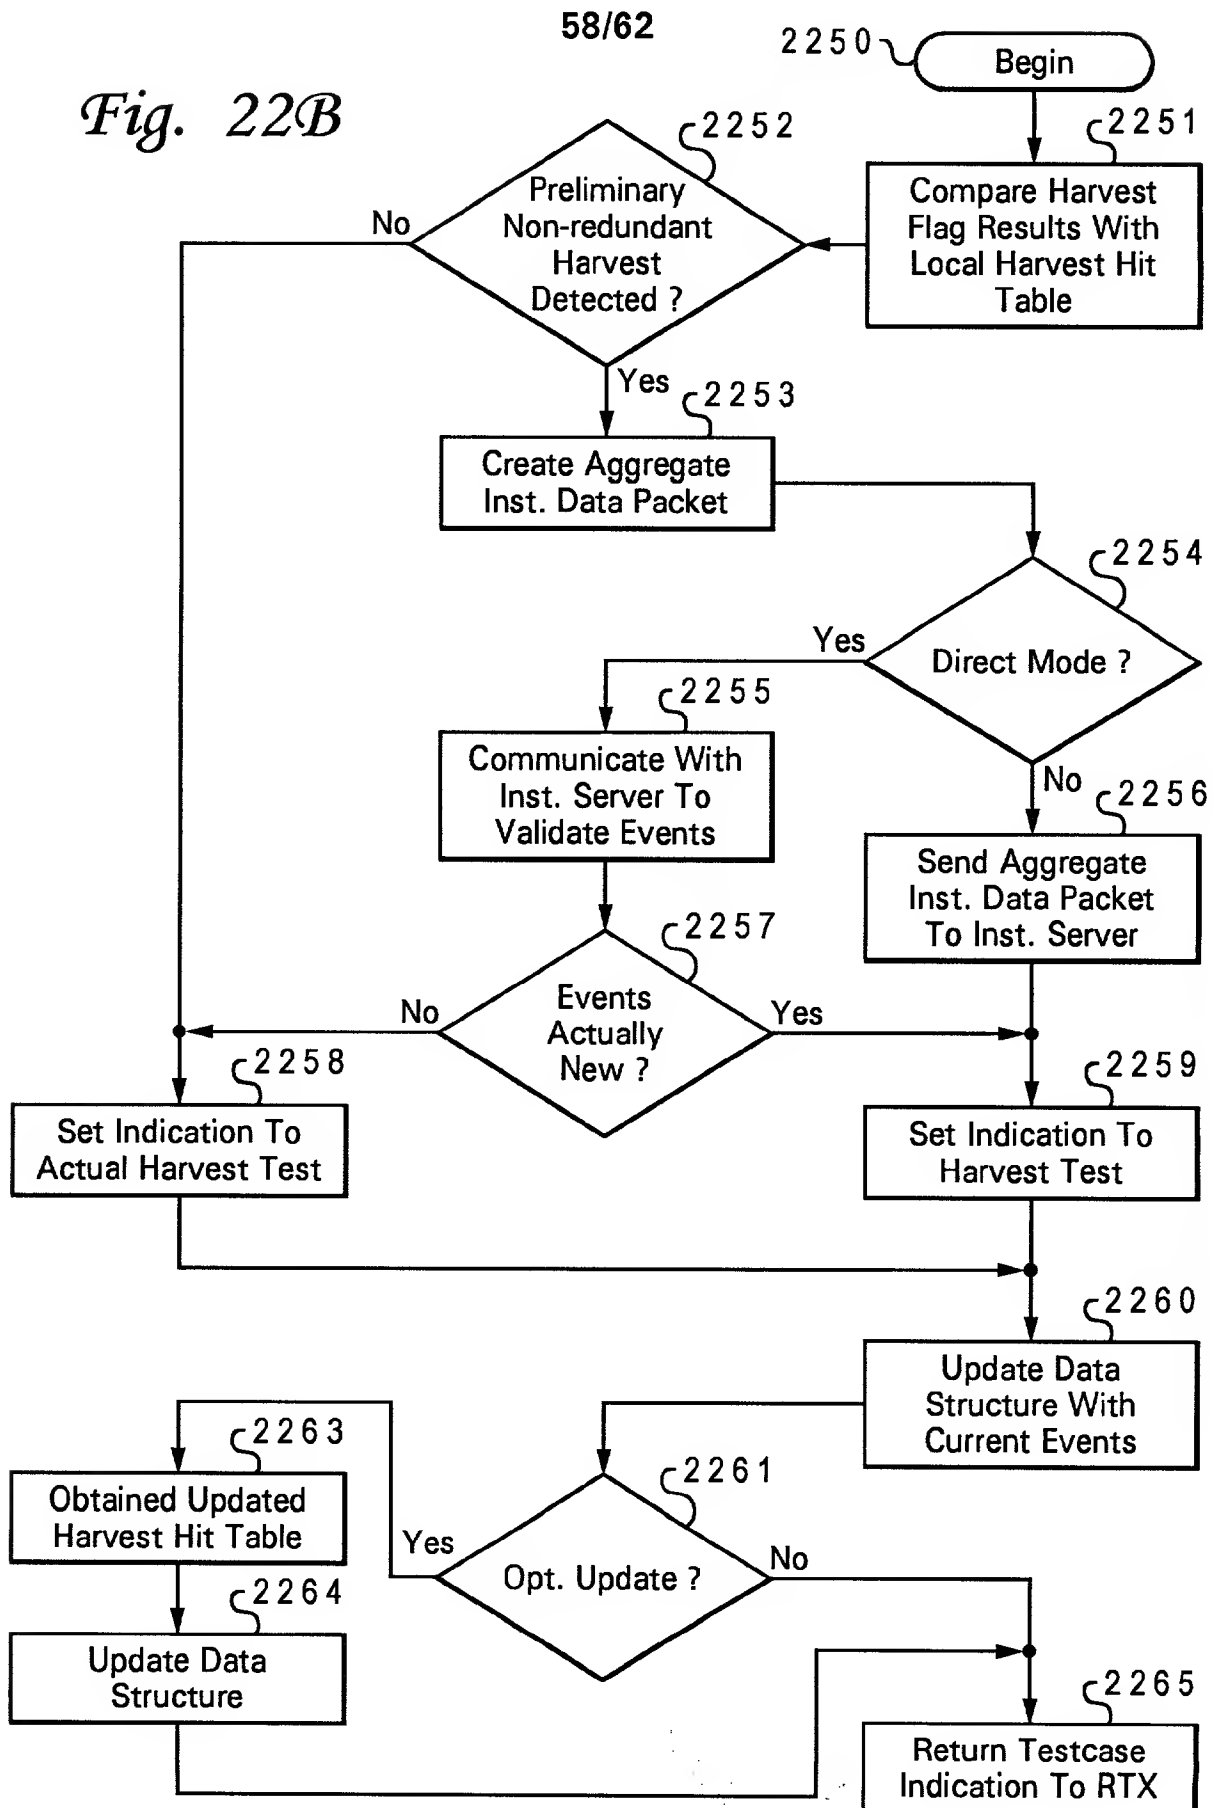 58/62
Fig. 22B
2250
Begin
2251
Compare Harvest
Flag Results With
Local Harvest Hit
Table
2252
Preliminary
Non-redundant
Harvest
Detected ?
No
Yes
2253
Create Aggregate
Inst. Data Packet
2254
Direct Mode ?
Yes
No
2255
Communicate With
Inst. Server To
Validate Events
2256
Send Aggregate
Inst. Data Packet
To Inst. Server
2257
Events
Actually
New ?
No
Yes
2258
Set Indication To
Actual Harvest Test
2259
Set Indication To
Harvest Test
2260
Update Data
Structure With
Current Events
2261
Opt. Update ?
Yes
No
2263
Obtained Updated
Harvest Hit Table
2264
Update Data
Structure
2265
Return Testcase
Indication To RTX